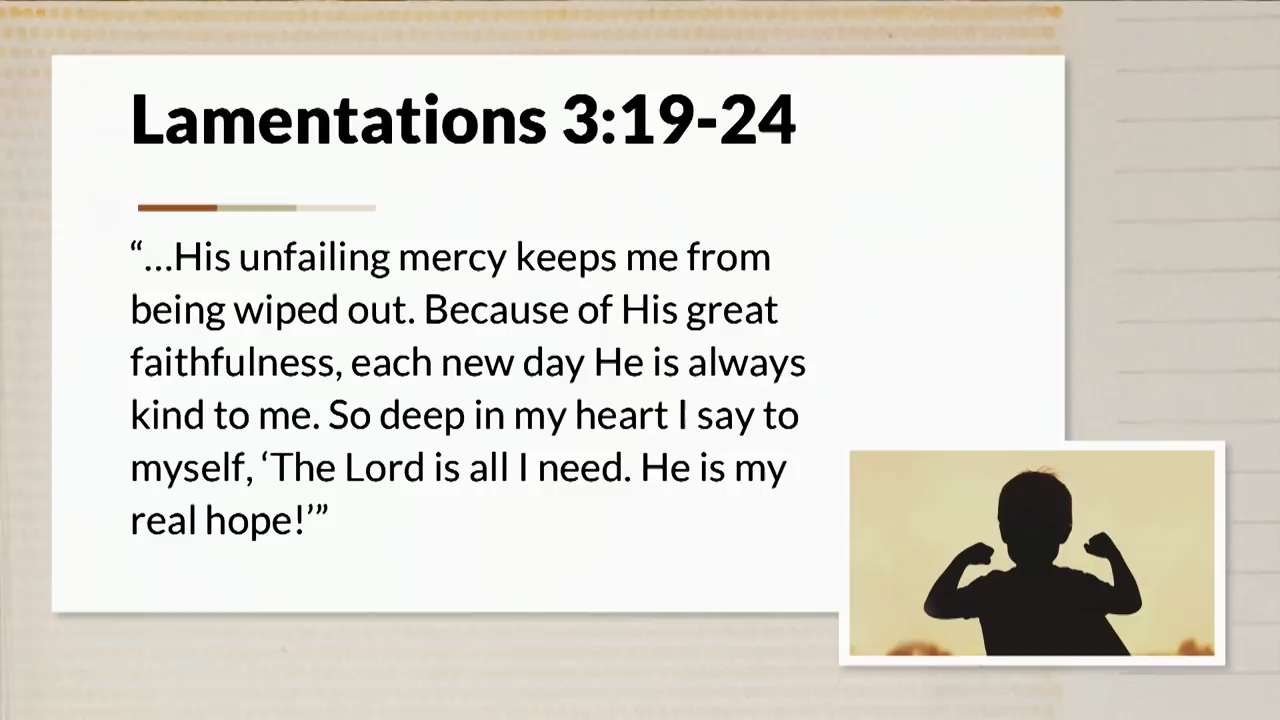 Lamentations 3:19-24
“...His unfailing mercy keeps me from
being wiped out. Because of His great
faithfulness, each new day He is always
kind to me. So deep in my heart I say to
myself, ‘The Lord is all I need. He is my
real hope!’”